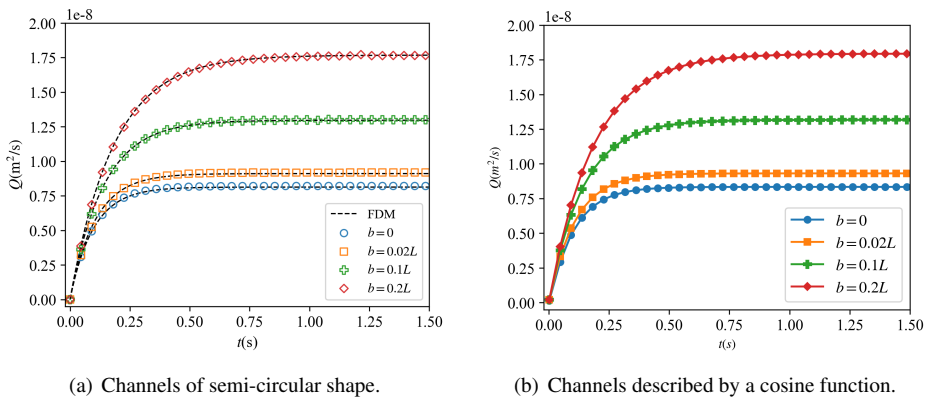 1e−8
2.00
1.75
1.50
1.25
1.00
0.75
0.50
0.25
0.00
Q(m²/s)
FDM
b=0
b=0.02L
b=0.1L
b=0.2L
0.00 0.25 0.50 0.75 1.00 1.25 1.50
t(s)
(a) Channels of semi-circular shape.
1e−8
2.00
1.75
1.50
1.25
1.00
0.75
0.50
0.25
0.00
Q(m²/s)
b=0
b=0.02L
b=0.1L
b=0.2L
0.00 0.25 0.50 0.75 1.00 1.25 1.50
t(s)
(b) Channels described by a cosine function.